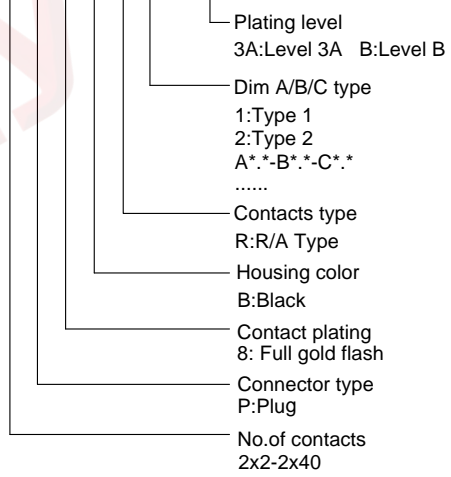 Plating level
3A:Level 3A B:Level B
Dim A/B/C type
1:Type 1
2:Type 2
A*.*-B*.*-C*.*
......
Contacts type
R:R/A Type
Housing color
B:Black
Contact plating
8: Full gold flash
Connector type
P:Plug
No.of contacts
2x2-2x40